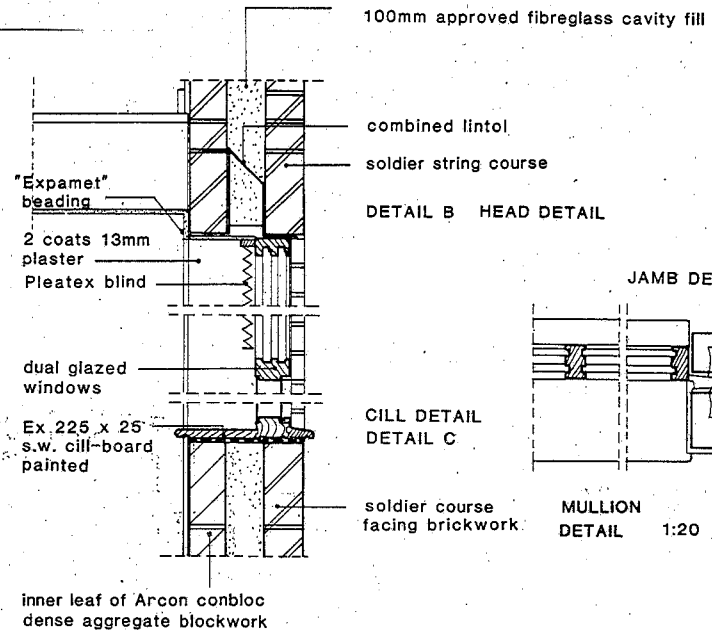 100mm approved fibreglass cavity fill
combined lintol
soldier string course
"Expamet"
beading
DETAIL B HEAD DETAIL
2 coats 13mm
plaster
Pleatex blind
JAMB DE
dual glazed
windows
Ex 225 x 25
s.w. cill-board
painted
CILL DETAIL
DETAIL C
soldier course
facing brickwork
MULLION
DETAIL 1:20
inner leaf of Arcon conbloc
dense aggregate blockwork